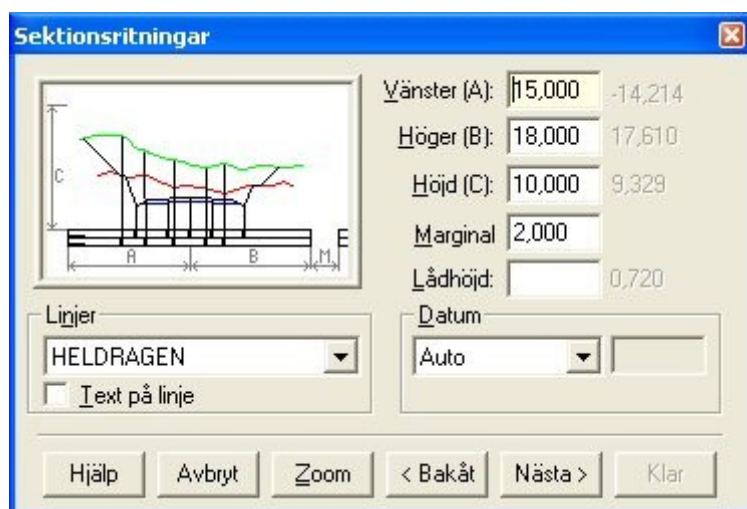 Sektionsritningar
Vänster (A): 15,000 -14,214
Höger (B): 18,000 17,610
Höjd (C): 10,000 9,329
Marginal 2,000
Lådhöjd: 0,720
C
A B M
Linjer
HELDRAGEN
Text på linje
Datum
Auto
Hjälp Avbryt Zoom < Bakåt Nästa > Klar